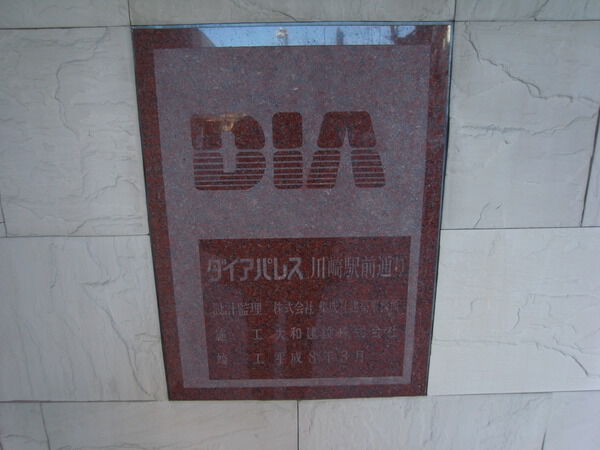 DIA
ダイアパレス 川崎駅前通り
設計監理 株式会社
施 工 大和建設株式会社
竣 工 平成8年3月